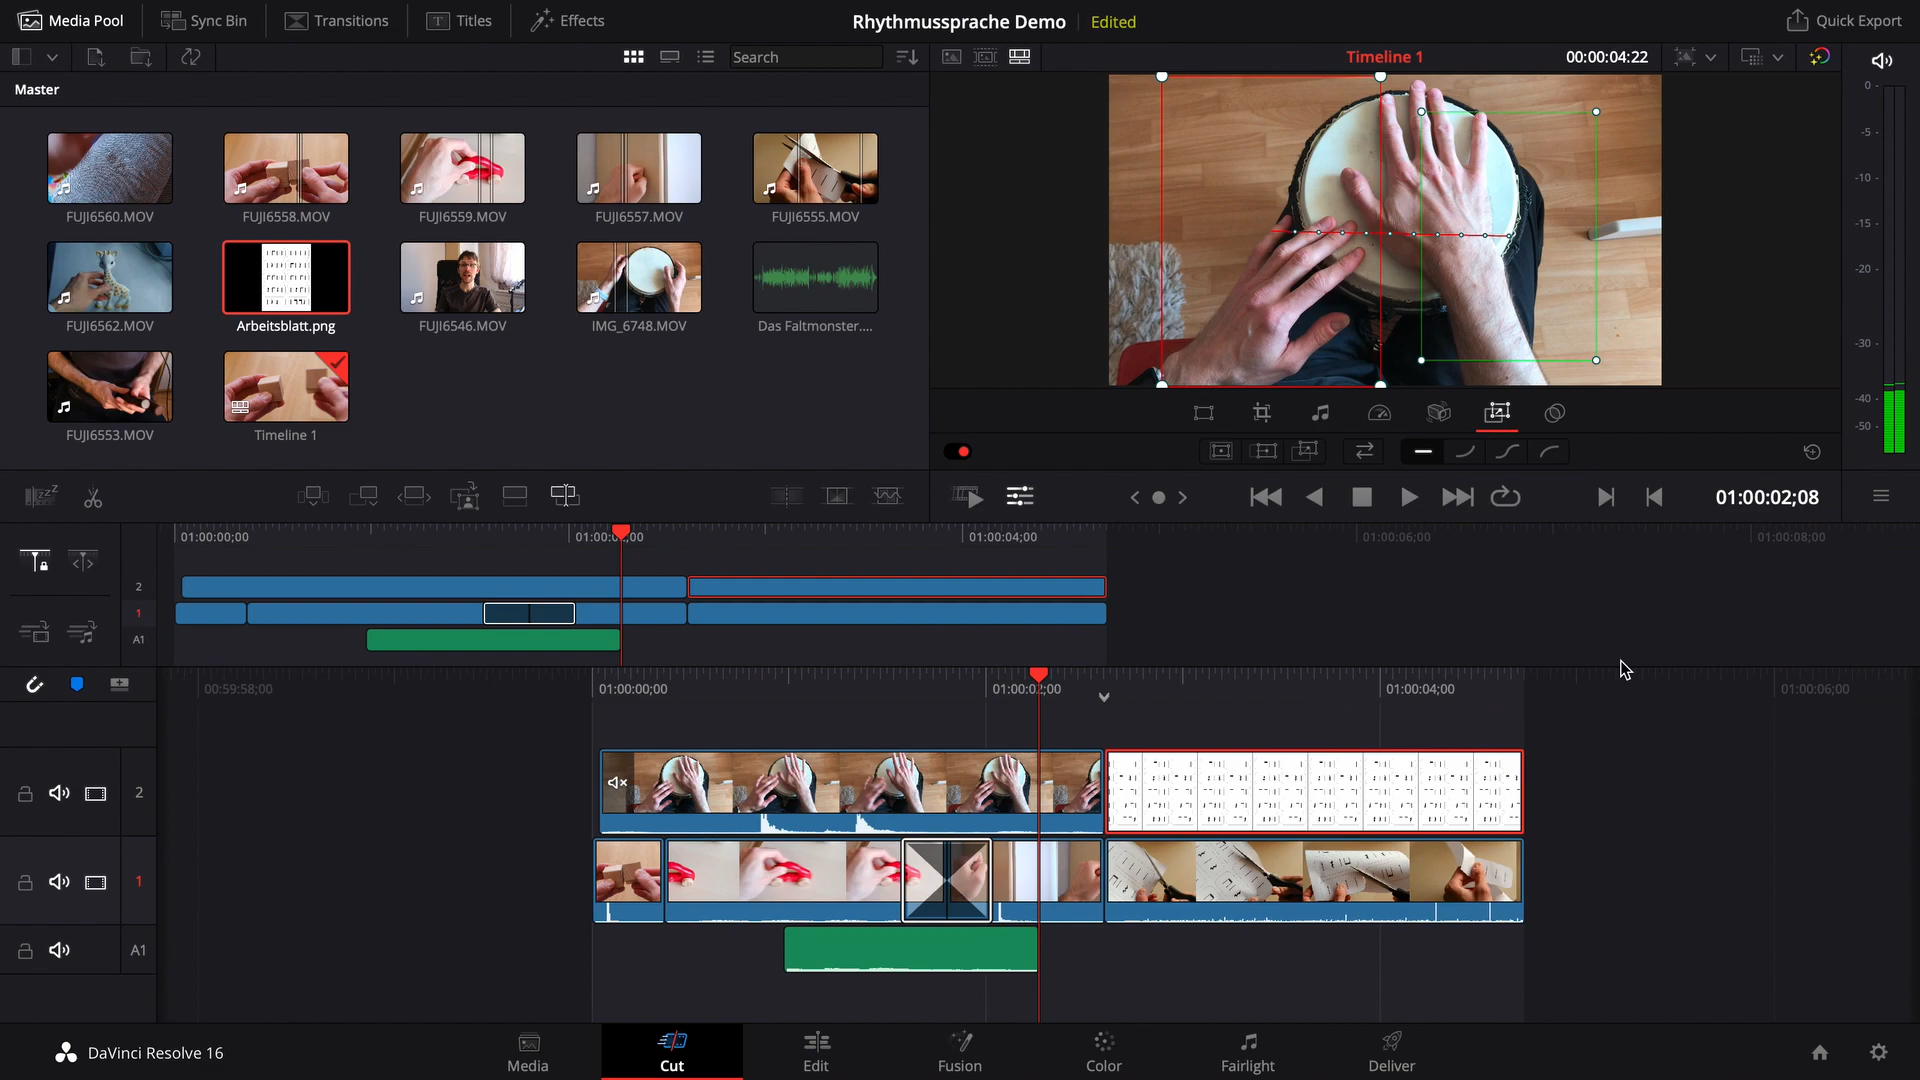 Media Pool
Sync Bin
Transitions
Titles
Effects
Rhythmussprache Demo
Edited
Quick Export
Search
Timeline 1
00:00:04:22
Master
FUJI6560.MOV
FUJI6558.MOV
FUJI6559.MOV
FUJI6557.MOV
FUJI6555.MOV
FUJI6562.MOV
Arbeitsblatt.png
FUJI6546.MOV
IMG_6748.MOV
Das Faltmonster....
FUJI6553.MOV
Timeline 1
0
-5
-10
-15
-20
-30
-40
-50
01:00:02;08
01:00:00;00
01:00:04;00
01:00:06;00
01:00:08;00
2
1
A1
00:59:58;00
01:00:00;00
01:00:02;00
01:00:04;00
01:00:06;00
2
1
A1
DaVinci Resolve 16
Media
Cut
Edit
Fusion
Color
Fairlight
Deliver